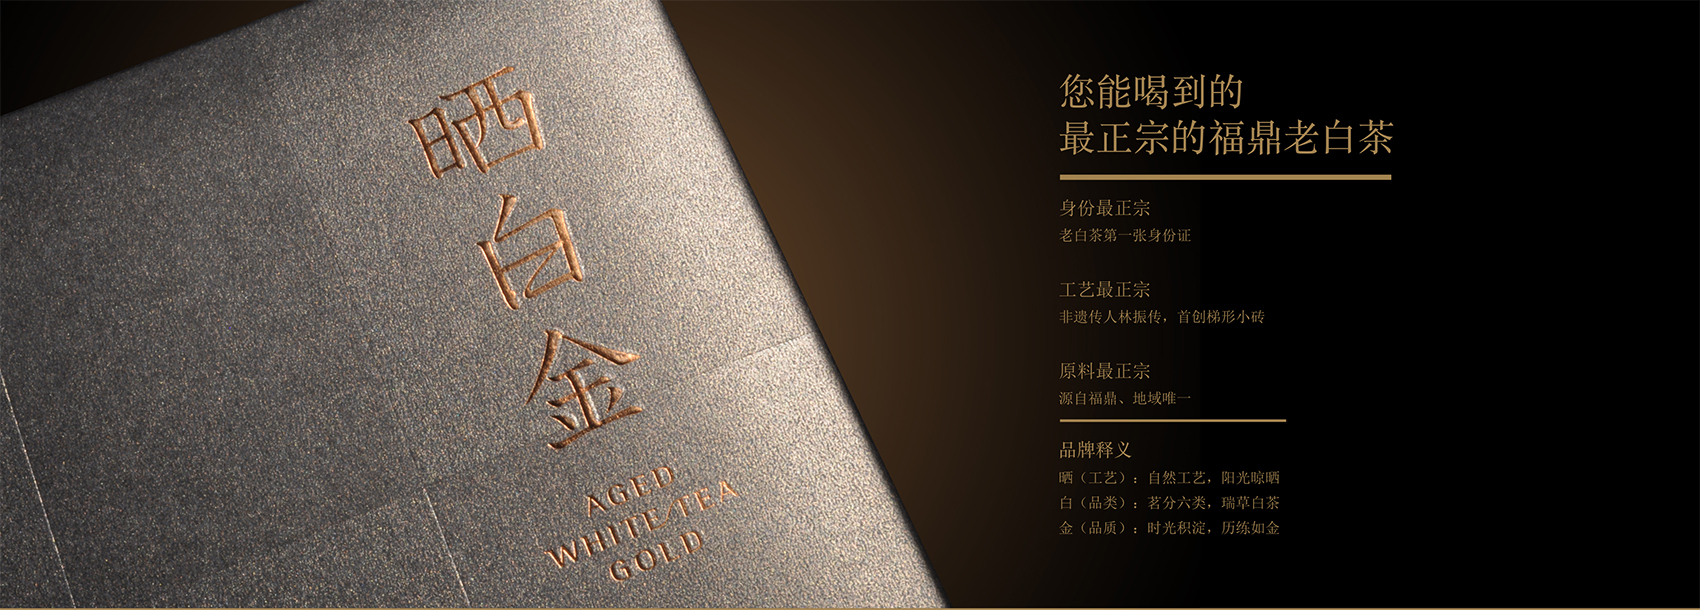 晒
白
金
AGED
WHITE/TEA
GOLD
您能喝到的
最正宗的福鼎老白茶
身份最正宗
老白茶第一张身份证
工艺最正宗
非遗传人林振传，首创梯形小砖
原料最正宗
源自福鼎、地域唯一
品牌释义
晒（工艺）：自然工艺，阳光晾晒
白（品类）：茗分六类，瑞草白茶
金（品质）：时光积淀，历练如金